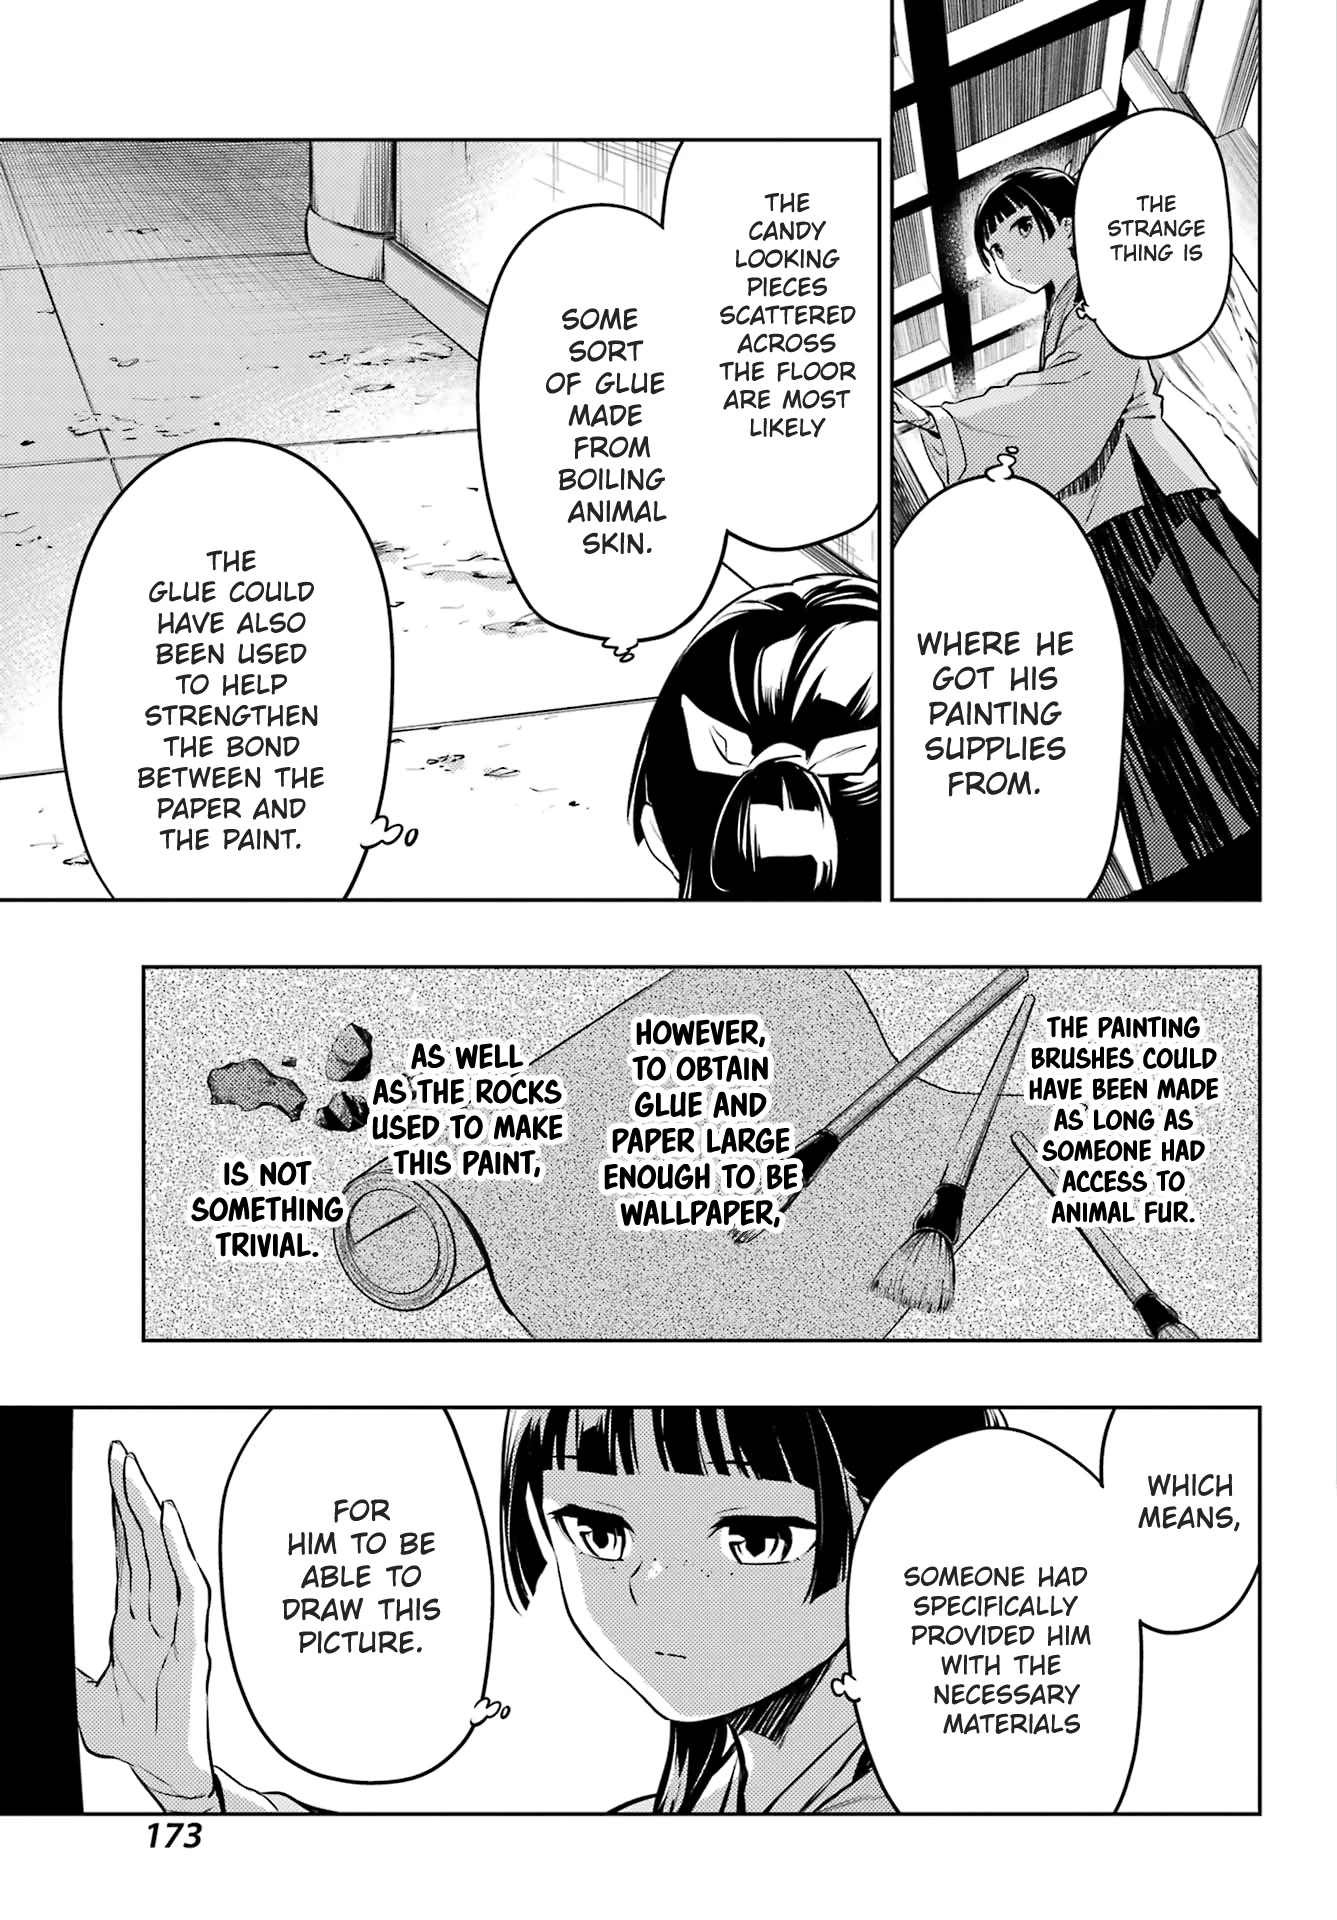 THE
STRANGE
THING IS
WHERE HE
GOT HIS
PAINTING
SUPPLIES
FROM.
THE
CANDY
LOOKING
PIECES
SCATTERED
ACROSS
THE FLOOR
ARE MOST
LIKELY
SOME
SORT
OF GLUE
MADE
FROM
BOILING
ANIMAL
SKIN.
THE
GLUE COULD
HAVE ALSO
BEEN USED
TO HELP
STRENGTHEN
THE BOND
BETWEEN THE
PAPER AND
THE PAINT.
THE PAINTING
BRUSHES COULD
HAVE BEEN MADE
AS LONG AS
SOMEONE HAD
ACCESS TO
ANIMAL FUR.
HOWEVER,
TO OBTAIN
GLUE AND
PAPER LARGE
ENOUGH TO BE
WALLPAPER,
AS WELL
AS THE ROCKS
USED TO MAKE
THIS PAINT,
IS NOT
SOMETHING
TRIVIAL.
WHICH
MEANS,
SOMEONE HAD
SPECIFICALLY
PROVIDED HIM
WITH THE
NECESSARY
MATERIALS
FOR
HIM TO BE
ABLE TO
DRAW THIS
PICTURE.
173